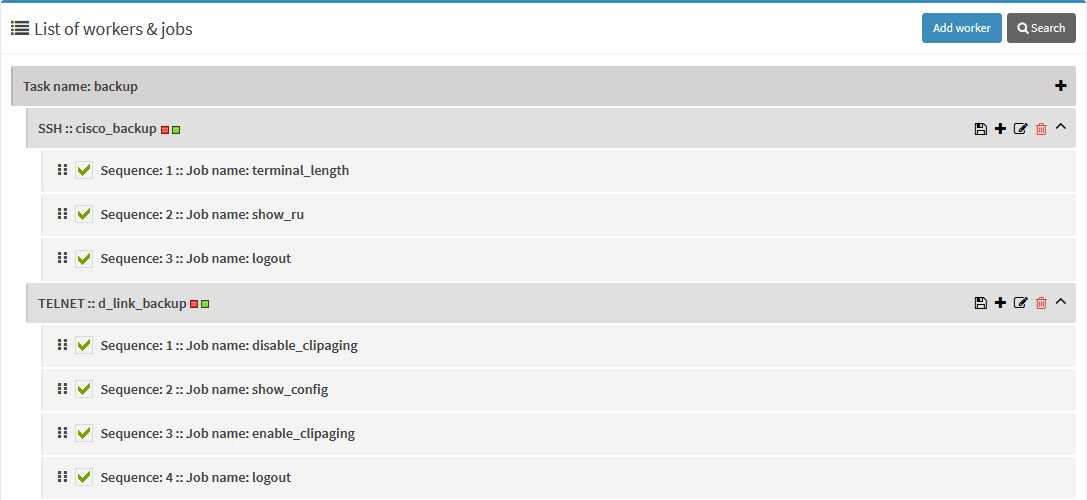 List of workers & jobs
Add worker
Search
Task name: backup
SSH :: cisco_backup
Sequence: 1 :: Job name: terminal_length
Sequence: 2 :: Job name: show_ru
Sequence: 3 :: Job name: logout
TELNET :: d_link_backup
Sequence: 1 :: Job name: disable_clipaging
Sequence: 2 :: Job name: show_config
Sequence: 3 :: Job name: enable_clipaging
Sequence: 4 :: Job name: logout